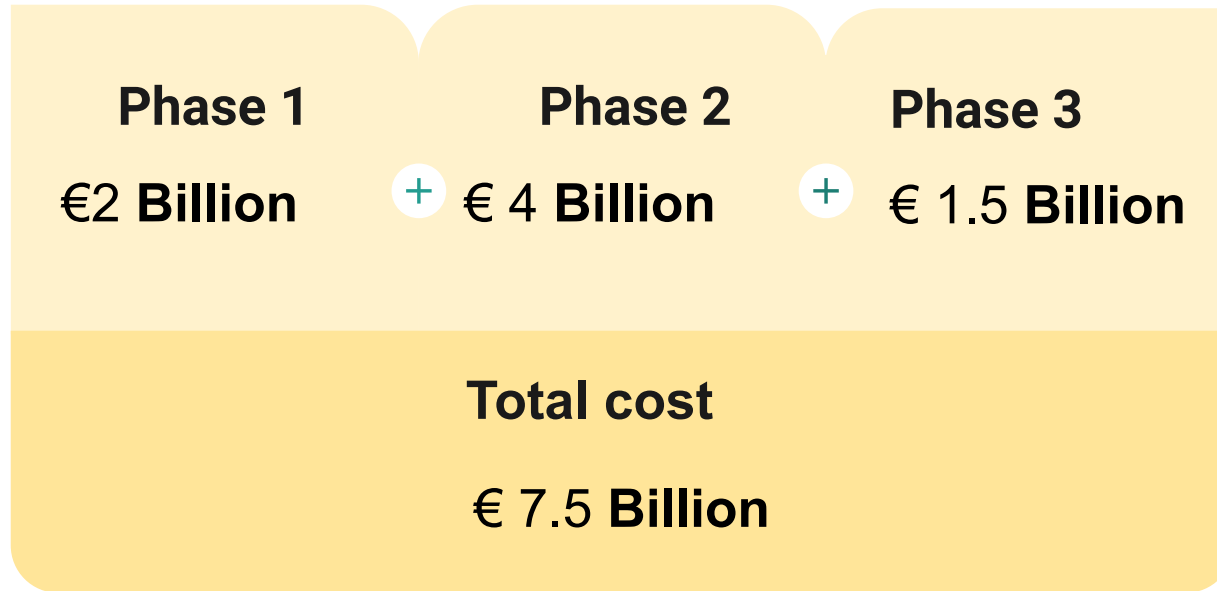 Phase 1
Phase 2
Phase 3
€2 Billion
+
€ 4 Billion
+
€ 1.5 Billion
Total cost
€ 7.5 Billion